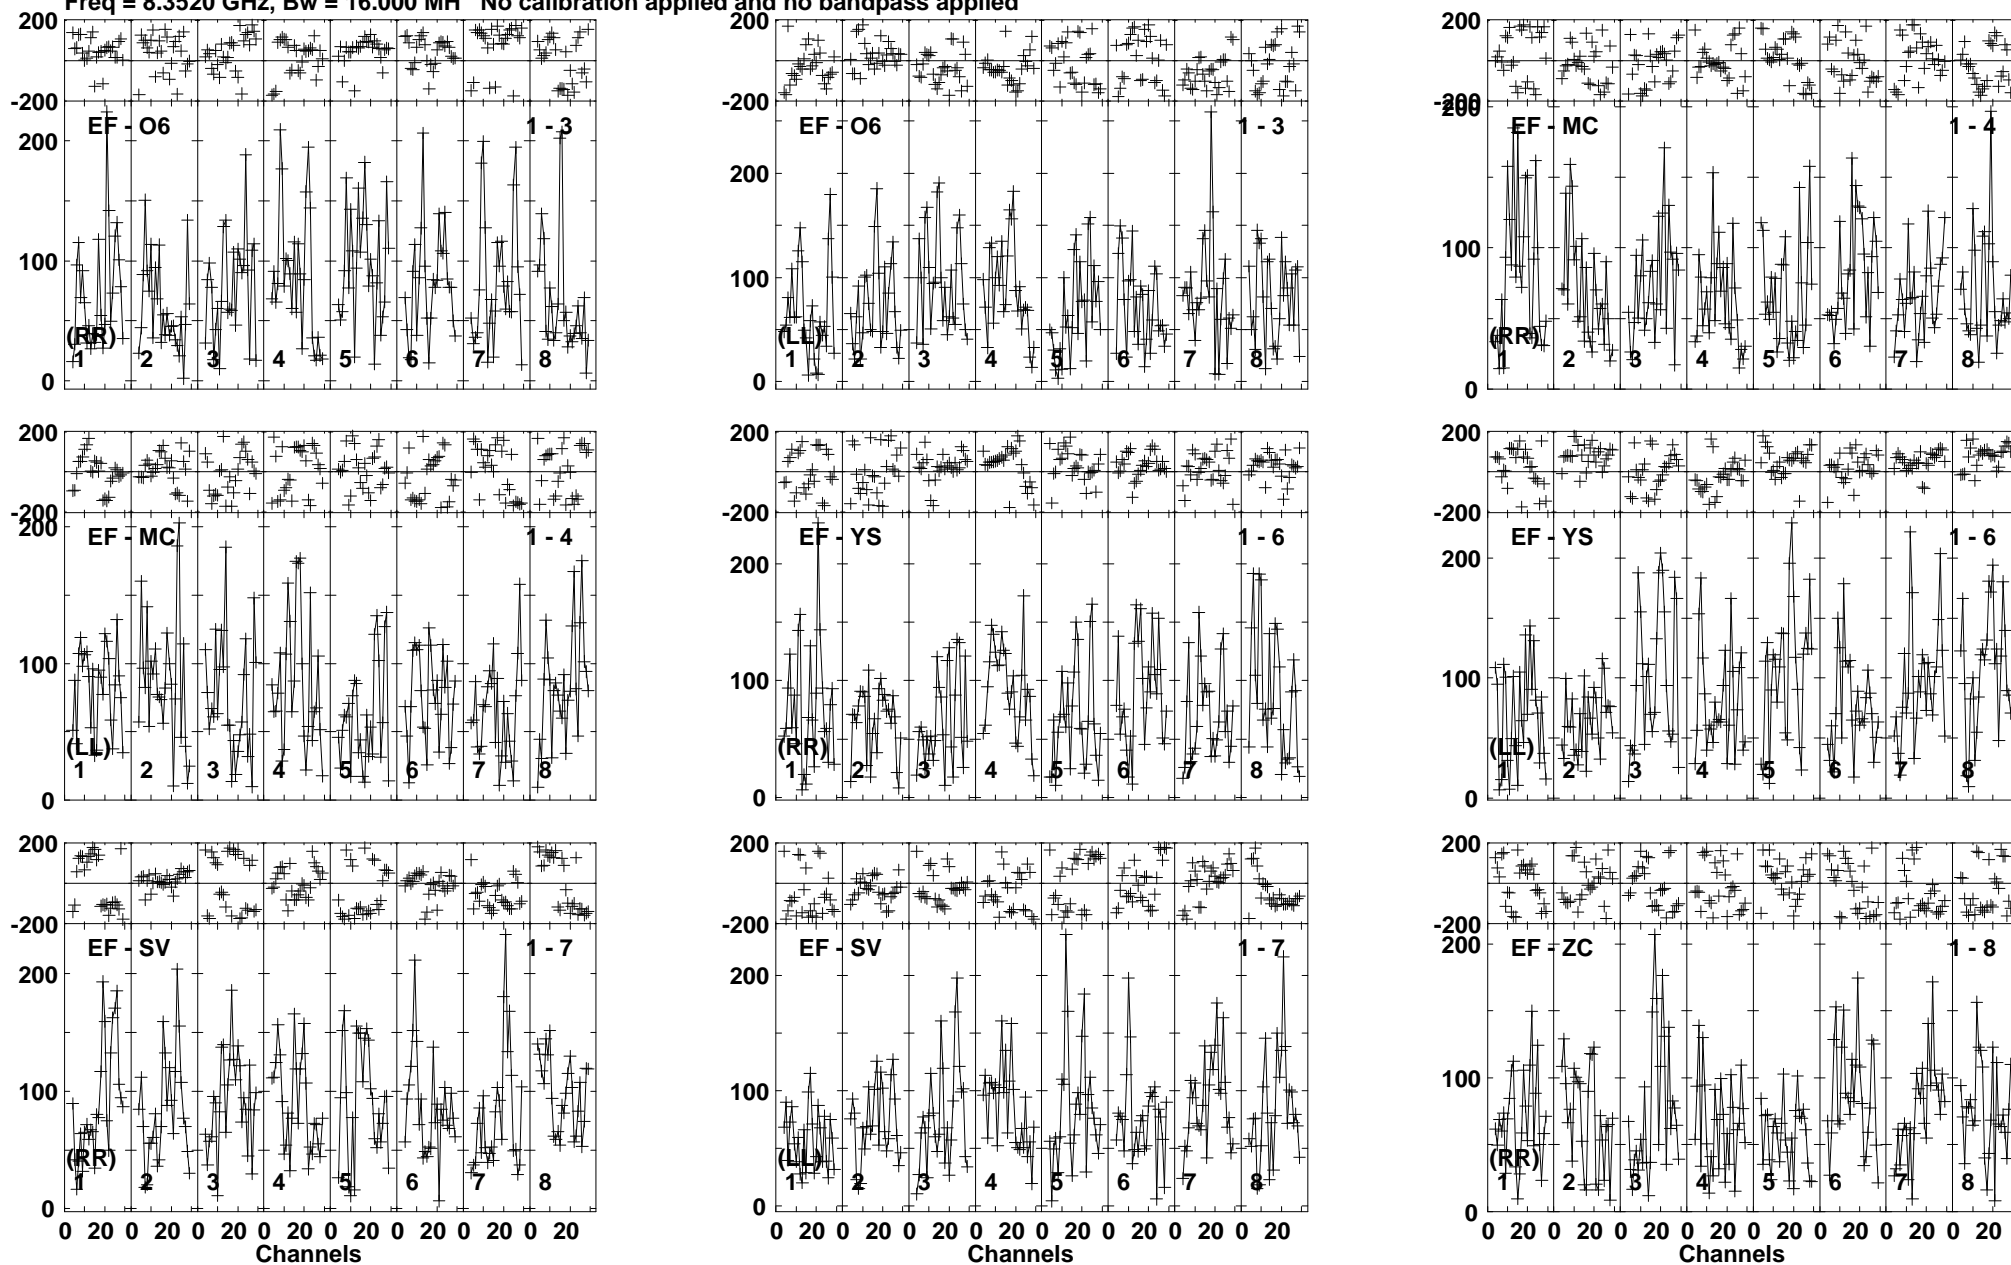 Freq = 8.3520 GHz, Bw = 16.000 MH No calibration applied and no bandpass applied
200 200 200
-200 -200 -200
EF - O6 1 - 3 EF - O6 1 - 3 EF - MC 1 - 4
200 200 200
100 100 100
(RR) (LL) (RR)
1 2 3 4 5 6 7 8 1 2 3 4 5 6 7 8 1 2 3 4 5 6 7 8
0 0 0
200 200 200
-200 -200 -200
EF - MC 1 - 4 EF - YS 1 - 6 EF - YS 1 - 6
200 200 200
100 100 100
(LL) (RR) (LL)
1 2 3 4 5 6 7 8 1 2 3 4 5 6 7 8 1 2 3 4 5 6 7 8
0 0 0
200 200 200
-200 -200 -200
EF - SV 1 - 7 EF - SV 1 - 7 EF - ZC 1 - 8
200 200 200
100 100 100
(RR) (LL) (RR)
1 2 3 4 5 6 7 8 1 2 3 4 5 6 7 8 1 2 3 4 5 6 7 8
0 0 0
0 20 0 20 0 20 0 20 0 20 0 20 0 20 0 20 0 20 0 20 0 20 0 20 0 20 0 20 0 20 0 20 0 20 0 20 0 20 0 20 0 20 0 20 0 20 0 20
Channels Channels Channels